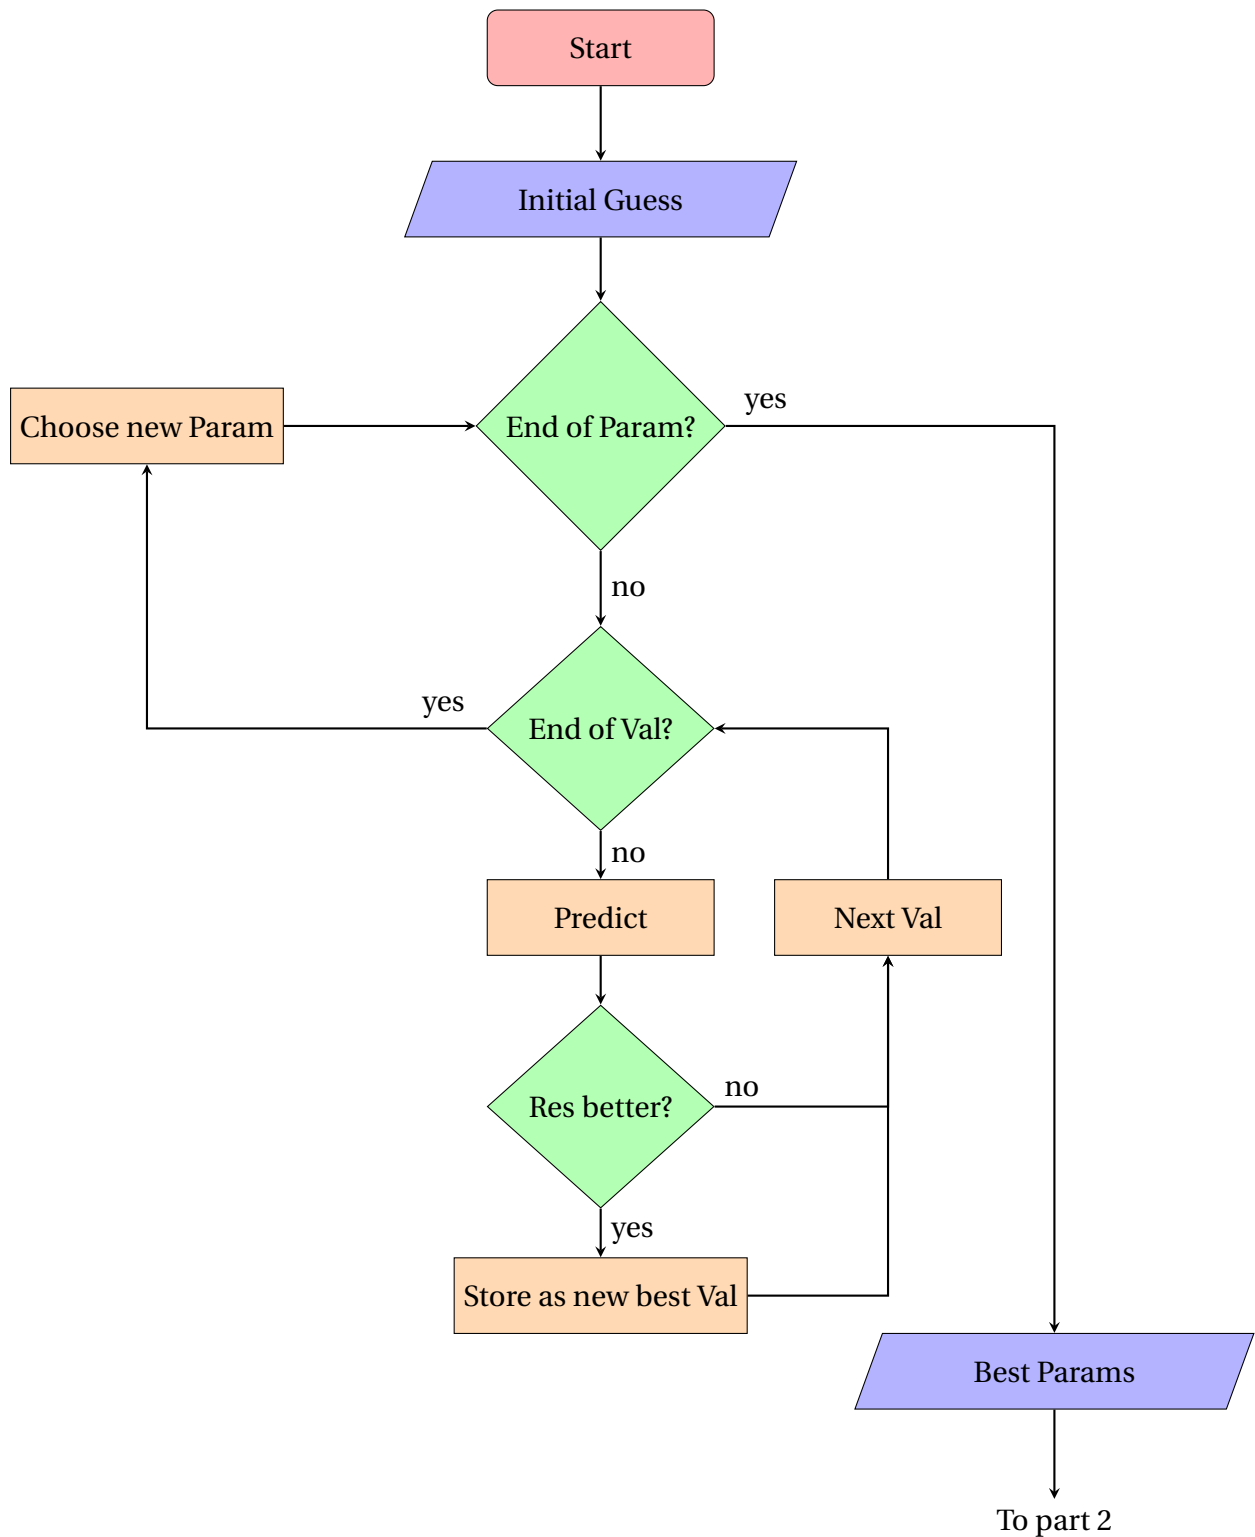 Start
Initial Guess
Choose new Param
End of Param?
yes
no
yes
End of Val?
no
Predict
Next Val
Res better?
no
yes
Store as new best Val
Best Params
To part 2